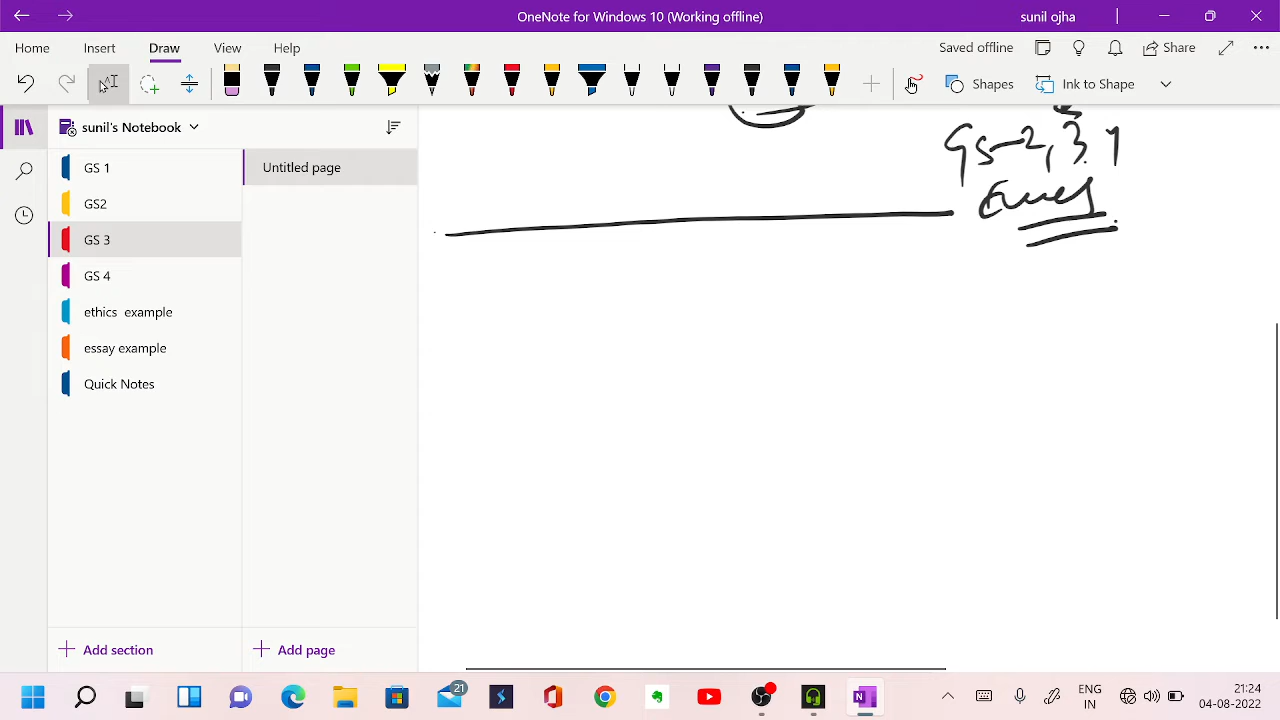 OneNote for Windows 10 (Working offline)
sunil ojha
Home Insert Draw View Help
Saved offline
Share
Shapes
Ink to Shape
sunil's Notebook
GS 1
GS2
GS 3
GS 4
ethics example
essay example
Quick Notes
Untitled page
GS-2, 3. 4
Add section
Add page
21
ENG
IN
21:24
04-08-2022